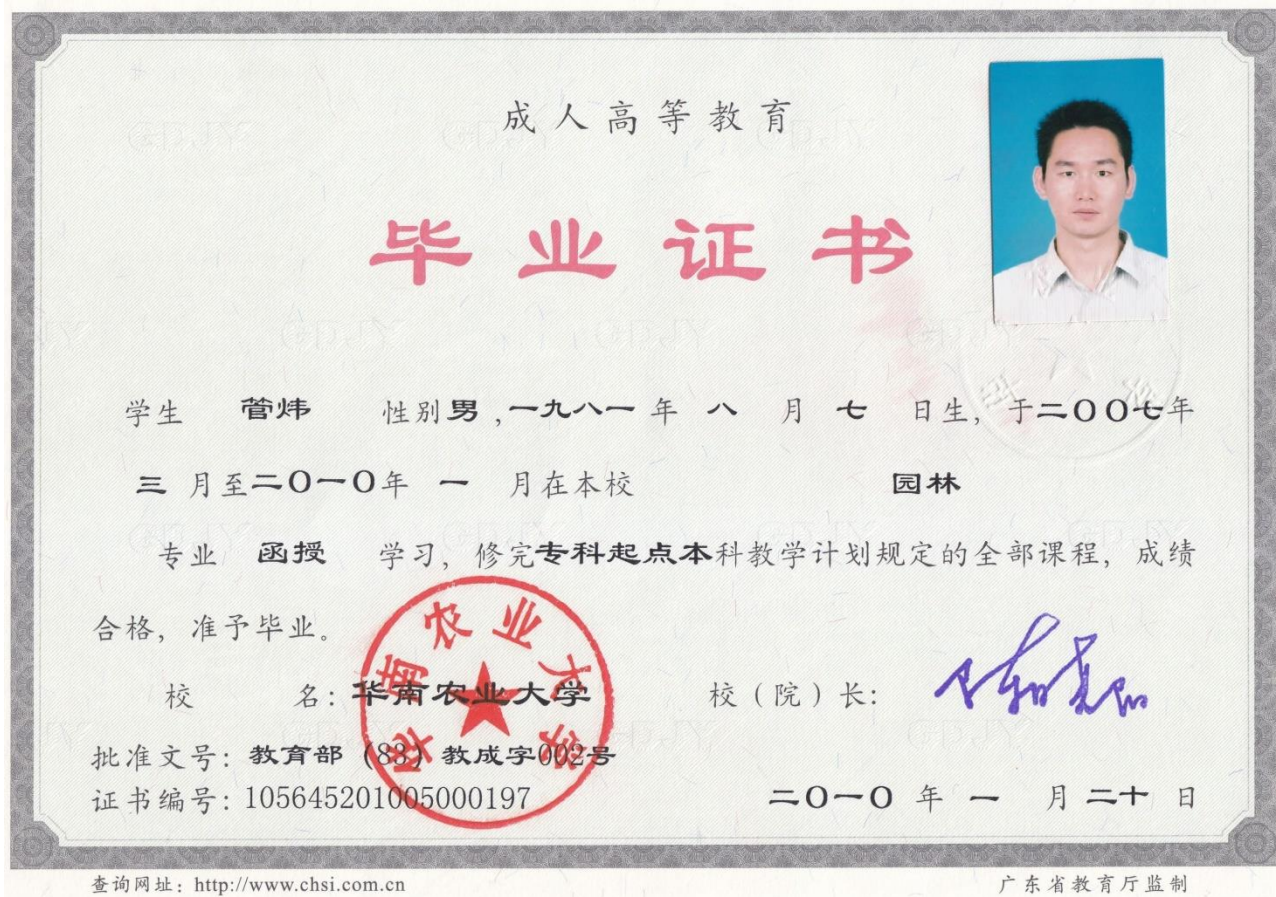 成人高等教育
毕业证书
学生 管炜 性别男,一九八一年 八 月 七 日生,于二〇〇七年
三 月至二〇一〇年 一 月在本校 园林
专业 函授 学习,修完专科起点本科教学计划规定的全部课程,成绩
合格,准予毕业。
校 名:华南农业大学 校(院)长:
华南农业大学
批准文号:教育部(83)教成字002号
证书编号:105645201005000197 二〇一〇 年 一 月 二十 日
查询网址:http://www.chsi.com.cn 广东省教育厅监制